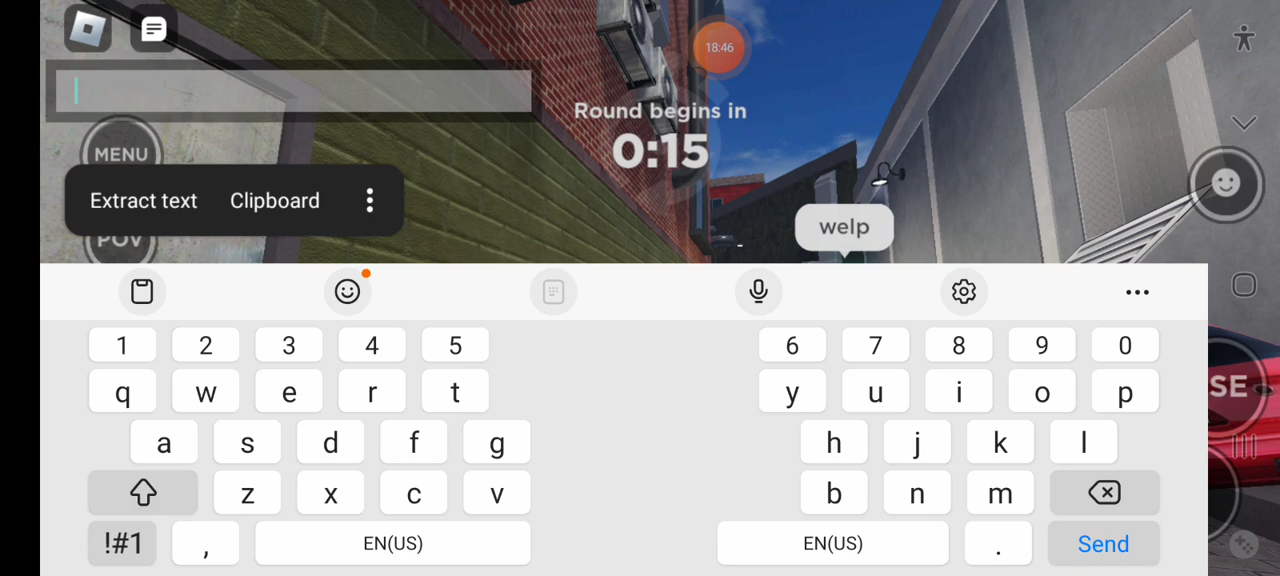 18:46
Round begins in
0:15
MENU
Extract text Clipboard
POV
welp
1 2 3 4 5 6 7 8 9 0
q w e r t y u i o p
SE
a s d f g h j k l
z x c v b n m
!#1 , EN(US) EN(US) . Send